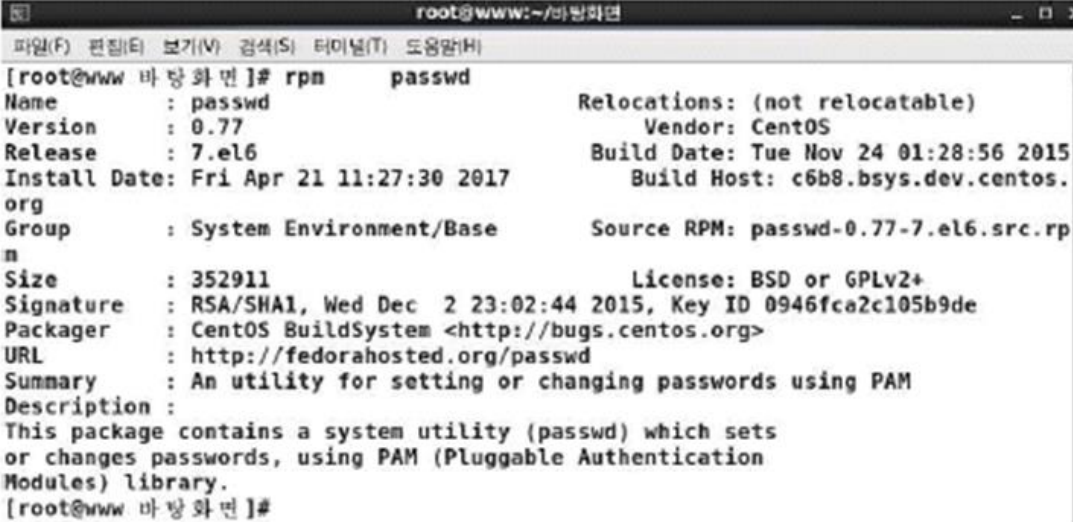 root@www:~/바탕화면
파일(F) 편집(E) 보기(V) 검색(S) 터미널(T) 도움말(H)
[root@www 바탕화면]# rpm passwd
Name : passwd Relocations: (not relocatable)
Version : 0.77 Vendor: CentOS
Release : 7.el6 Build Date: Tue Nov 24 01:28:56 2015
Install Date: Fri Apr 21 11:27:30 2017 Build Host: c6b8.bsys.dev.centos.
org
Group : System Environment/Base Source RPM: passwd-0.77-7.el6.src.rp
m
Size : 352911 License: BSD or GPLv2+
Signature : RSA/SHA1, Wed Dec 2 23:02:44 2015, Key ID 0946fca2c105b9de
Packager : CentOS BuildSystem <http://bugs.centos.org>
URL : http://fedorahosted.org/passwd
Summary : An utility for setting or changing passwords using PAM
Description :
This package contains a system utility (passwd) which sets
or changes passwords, using PAM (Pluggable Authentication
Modules) library.
[root@www 바탕화면]#